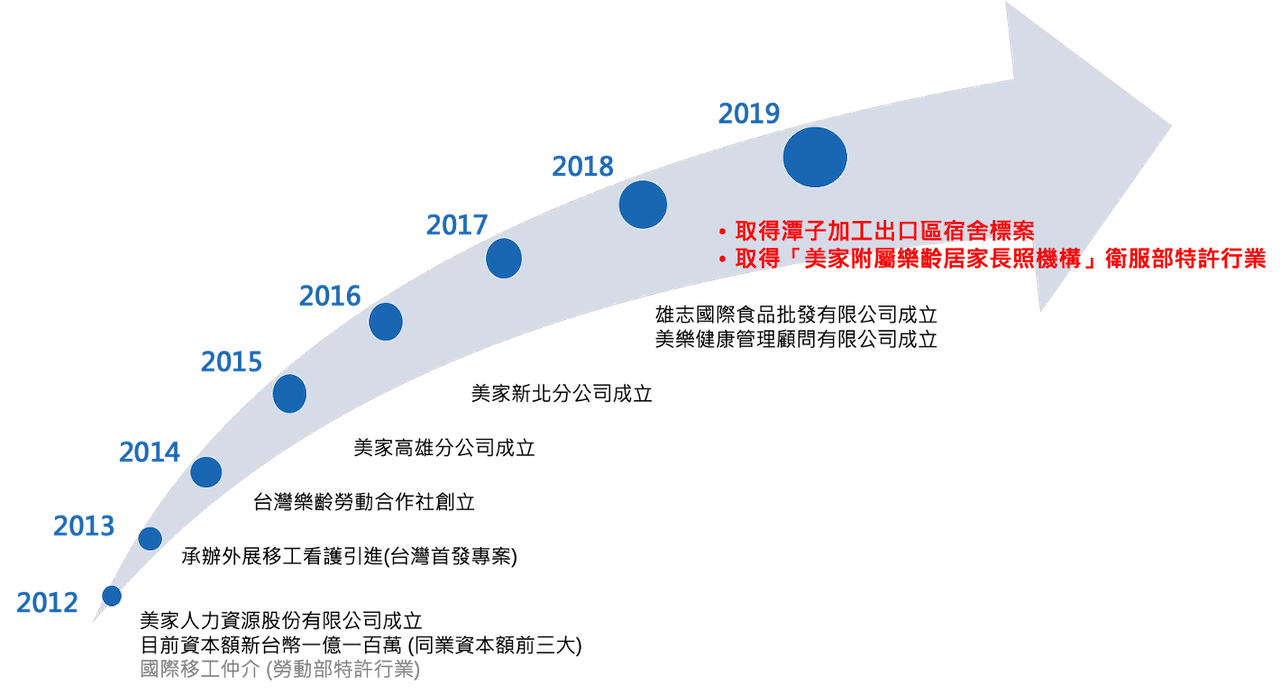 2019
2018
• 取得潭子加工出口區宿舍標案
2017
• 取得「美家附屬樂齡居家長照機構」衛服部特許行業
2016
雄志國際食品批發有限公司成立
美樂健康管理顧問有限公司成立
2015
美家新北分公司成立
2014
美家高雄分公司成立
台灣樂齡勞動合作社創立
2013
承辦外展移工看護引進(台灣首發專案)
2012
美家人力資源股份有限公司成立
目前資本額新台幣一億一百萬 (同業資本額前三大)
國際移工仲介 (勞動部特許行業)